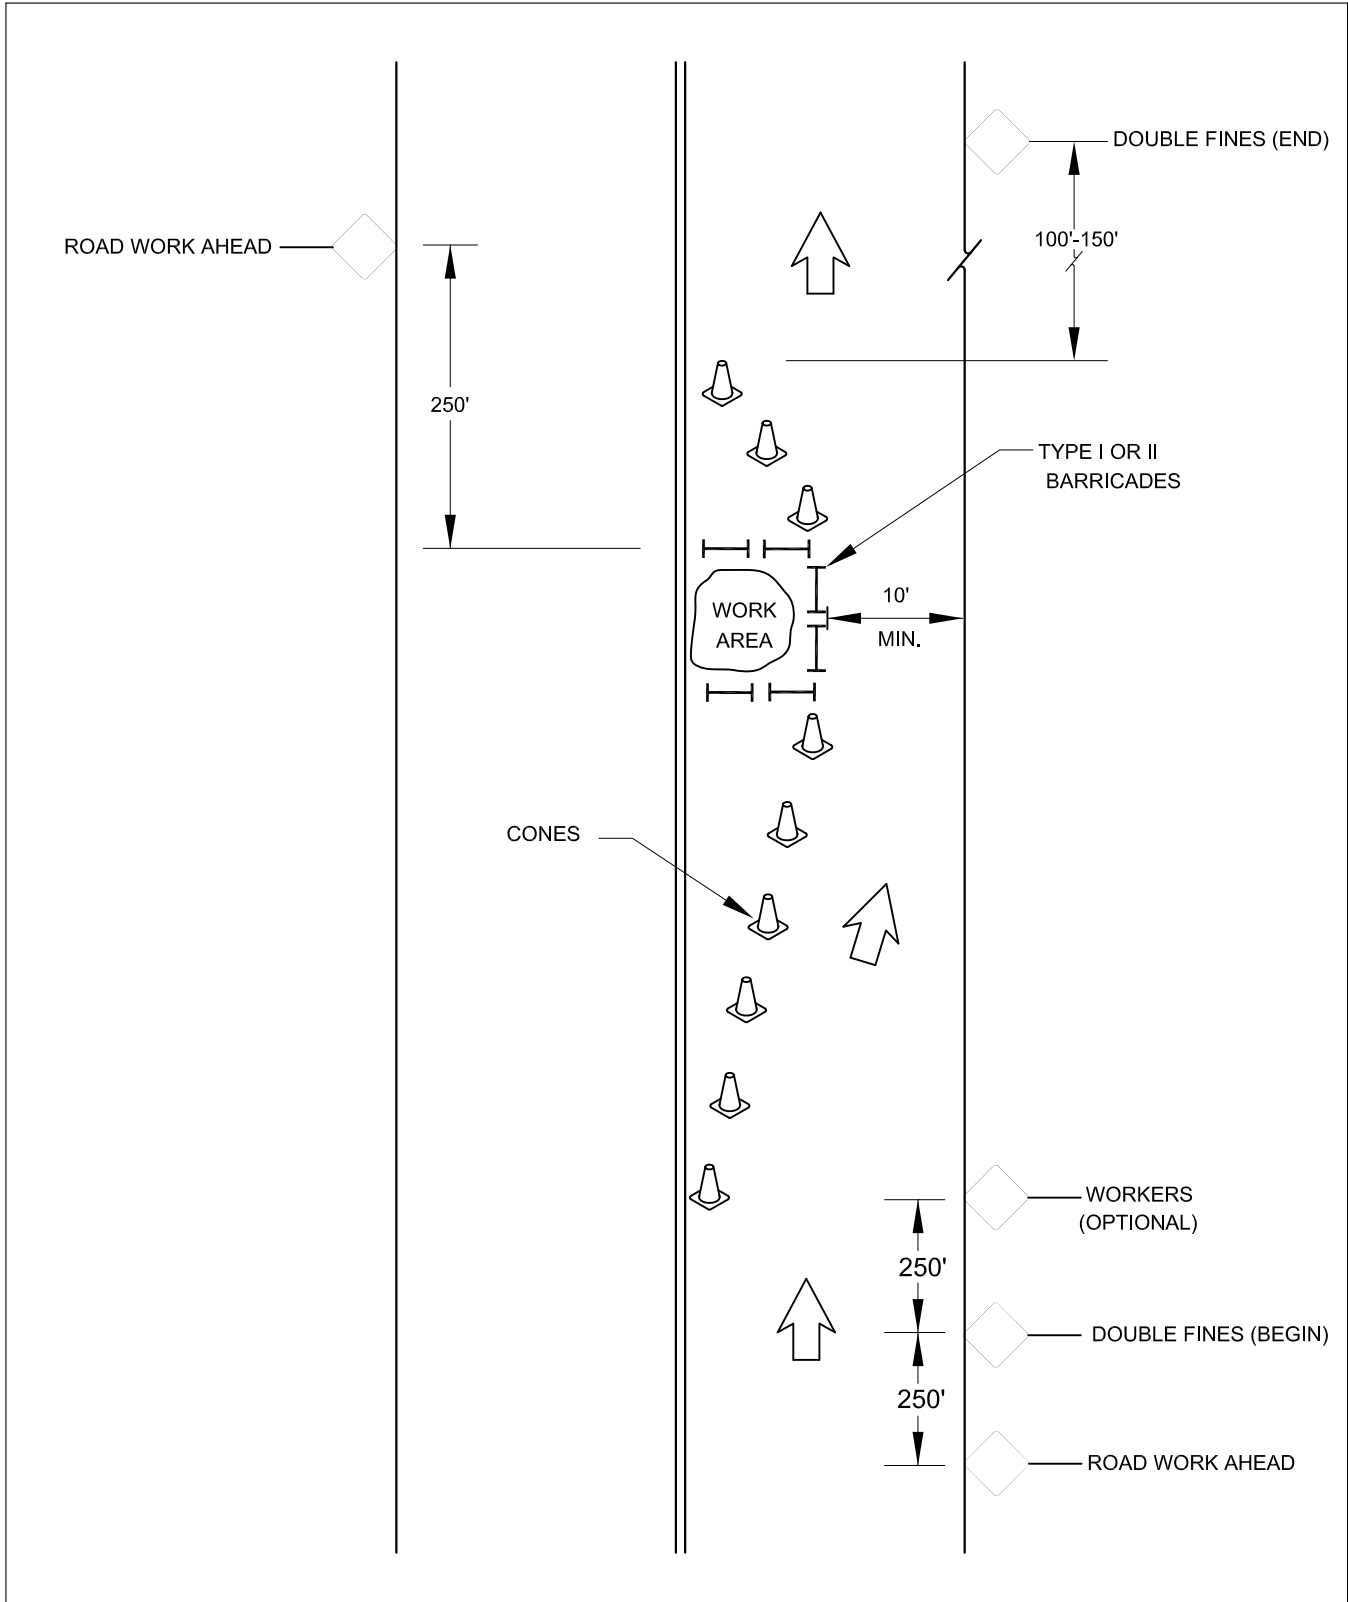 DOUBLE FINES (END)
ROAD WORK AHEAD
100'-150'
250'
TYPE I OR II
BARRICADES
10'
MIN.
WORK
AREA
CONES
WORKERS
(OPTIONAL)
250'
DOUBLE FINES (BEGIN)
250'
ROAD WORK AHEAD